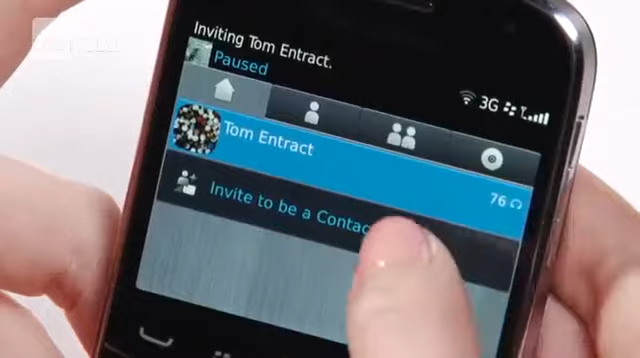 Inviting Tom Entract.
Paused
3G
Tom Entract
76
Invite to be a Contac